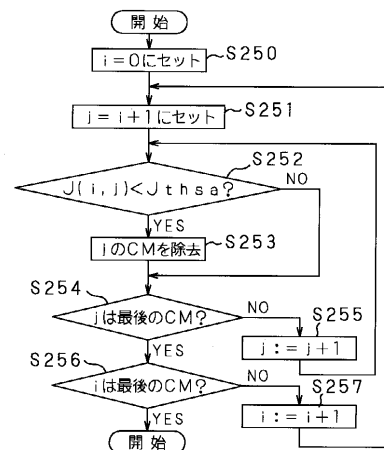 開始
i=0にセット
S250
j=i+1にセット
S251
S252
J(i,j)<Jthsa?
NO
YES
jのCMを除去
S253
S254
jは最後のCM?
NO
S255
j:=j+1
YES
S256
iは最後のCM?
NO
S257
i:=i+1
YES
開始